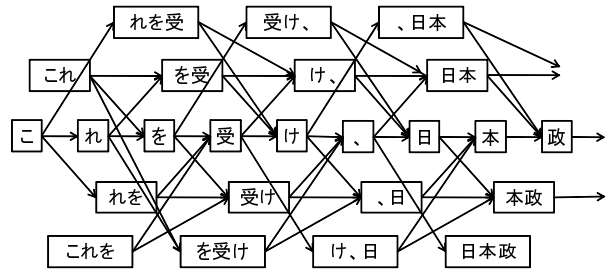 れを受 受け、 、日本
これ を受 け、 日本
こ れ を 受 け 、 日 本 政
れを 受け 、日 本政
これを を受け け、日 日本政